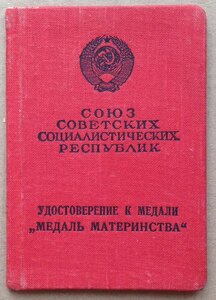 СОЮЗ
СОВЕТСКИХ
СОЦИАЛИСТИЧЕСКИХ
РЕСПУБЛИК
УДОСТОВЕРЕНИЕ К МЕДАЛИ
„МЕДАЛЬ МАТЕРИНСТВА“